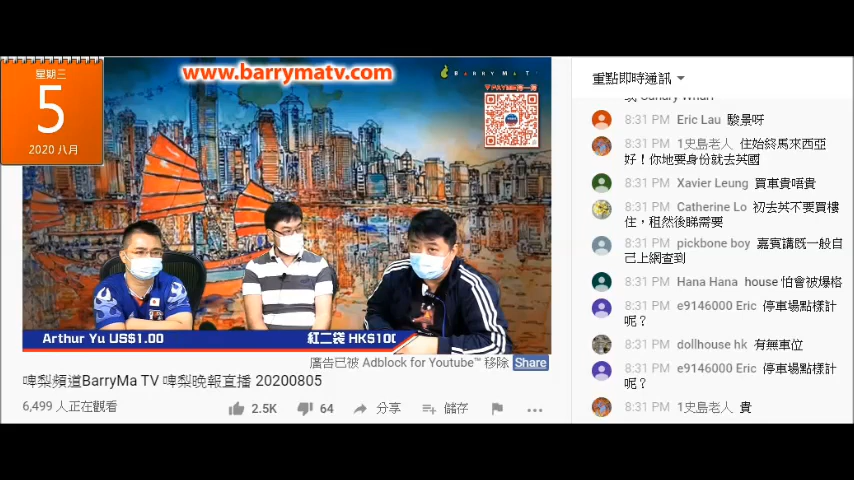 星期三
5
2020 八月
www.barrymatv.com
BARRYMAT
Arthur Yu US$1.00
紅二袋 HK$100
廣告已被 Adblock for Youtube™ 移除 Share
啤梨頻道BarryMa TV 啤梨晚報直播 20200805
6,499 人正在觀看
2.5K
64
分享
儲存
重點即時通訊
或 Canary Wharf
8:31 PM Eric Lau 駿景呀
8:31 PM 1史島老人 住始終馬來西亞
好！你地要身份就去英國
8:31 PM Xavier Leung 買車貴唔貴
8:31 PM Catherine Lo 初去英不要買樓
住，租然後睇需要
8:31 PM pickbone boy 嘉賓講既一般自
己上網查到
8:31 PM Hana Hana house 怕會被爆格
8:31 PM e9146000 Eric 停車場點樣計
呢？
8:31 PM dollhouse hk 有無車位
8:31 PM e9146000 Eric 停車場點樣計
呢？
8:31 PM 1史島老人 貴